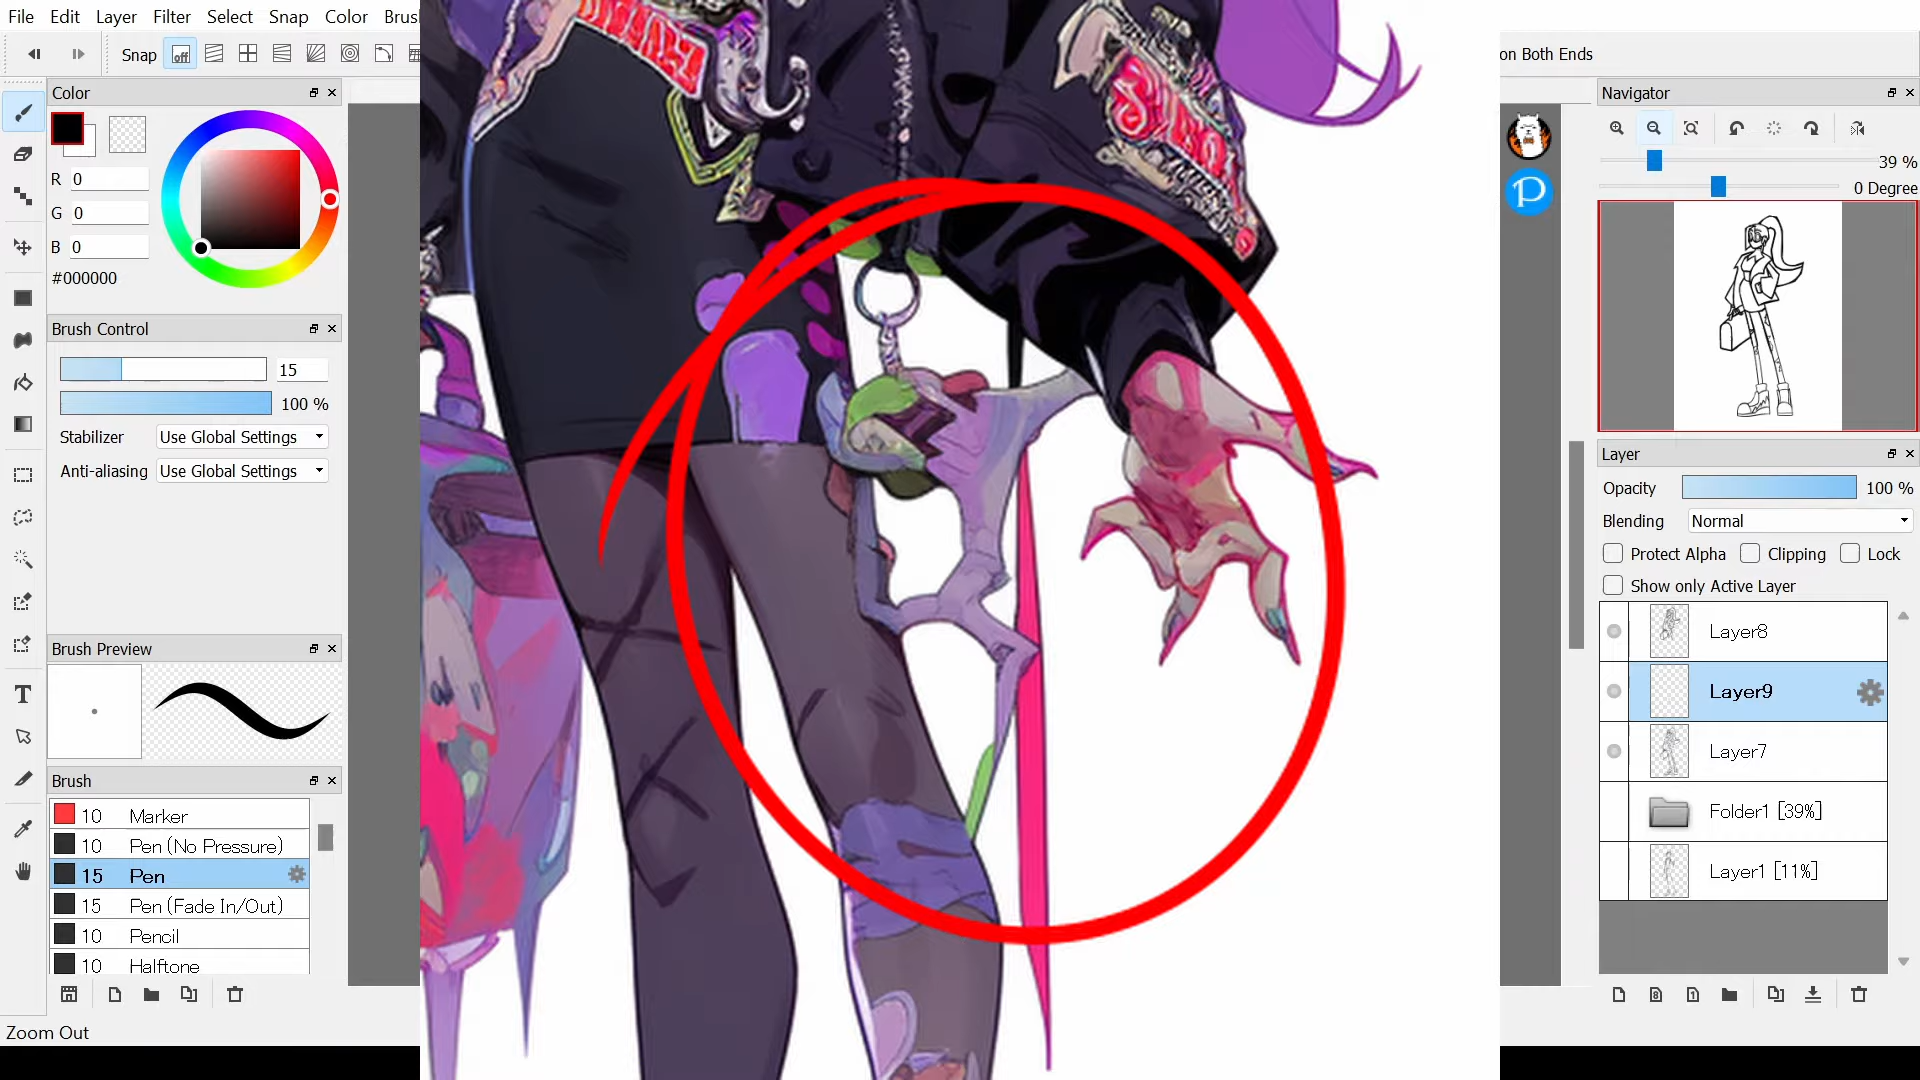 File Edit Layer Filter Select Snap Color Brus
Snap off
on Both Ends
Color
R 0
G 0
B 0
#000000
Brush Control
15
100 %
Stabilizer Use Global Settings
Anti-aliasing Use Global Settings
Brush Preview
Brush
10 Marker
10 Pen (No Pressure)
15 Pen
15 Pen (Fade In/Out)
10 Pencil
10 Halftone
Zoom Out
Navigator
39 %
0 Degree
Layer
Opacity 100 %
Blending Normal
Protect Alpha Clipping Lock
Show only Active Layer
Layer8
Layer9
Layer7
Folder1 [39%]
Layer1 [11%]
T
P
8
1